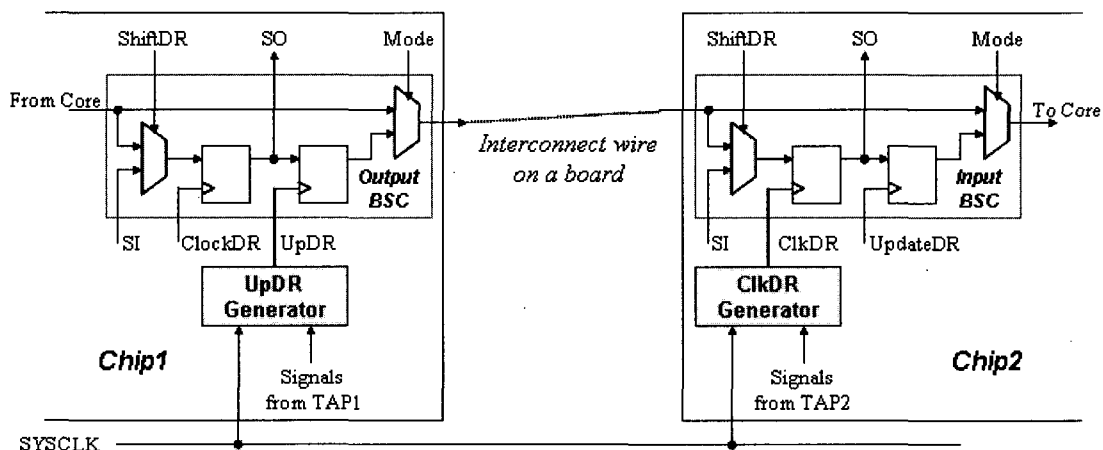 ShiftDR SO Mode
From Core
Output
BSC
SI ClockDR UpDR
UpDR
Generator
Chip1
Signals
from TAP1
Interconnect wire
on a board
ShiftDR SO Mode
To Core
Input
BSC
SI ClkDR UpdateDR
ClkDR
Generator
Chip2
Signals
from TAP2
SYSCLK